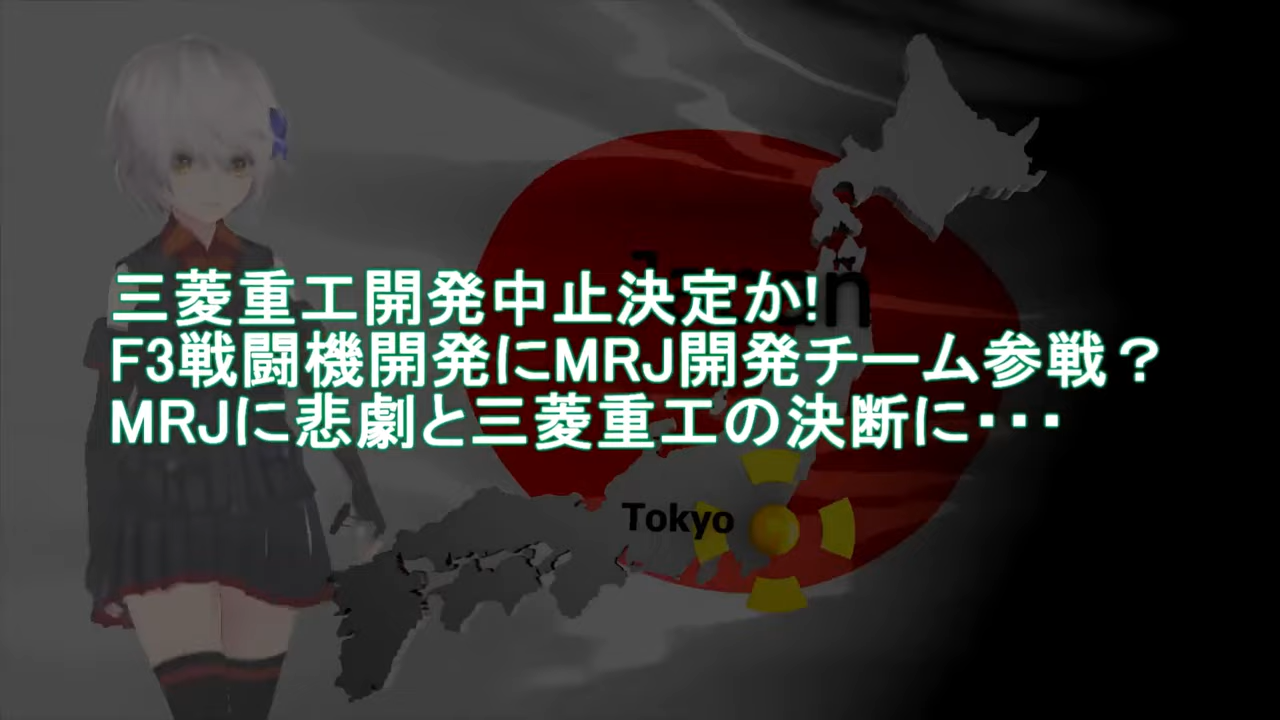 三菱重工開発中止決定か!
F3戦闘機開発にMRJ開発チーム参戦？
MRJに悲劇と三菱重工の決断に・・・
Japan
Tokyo